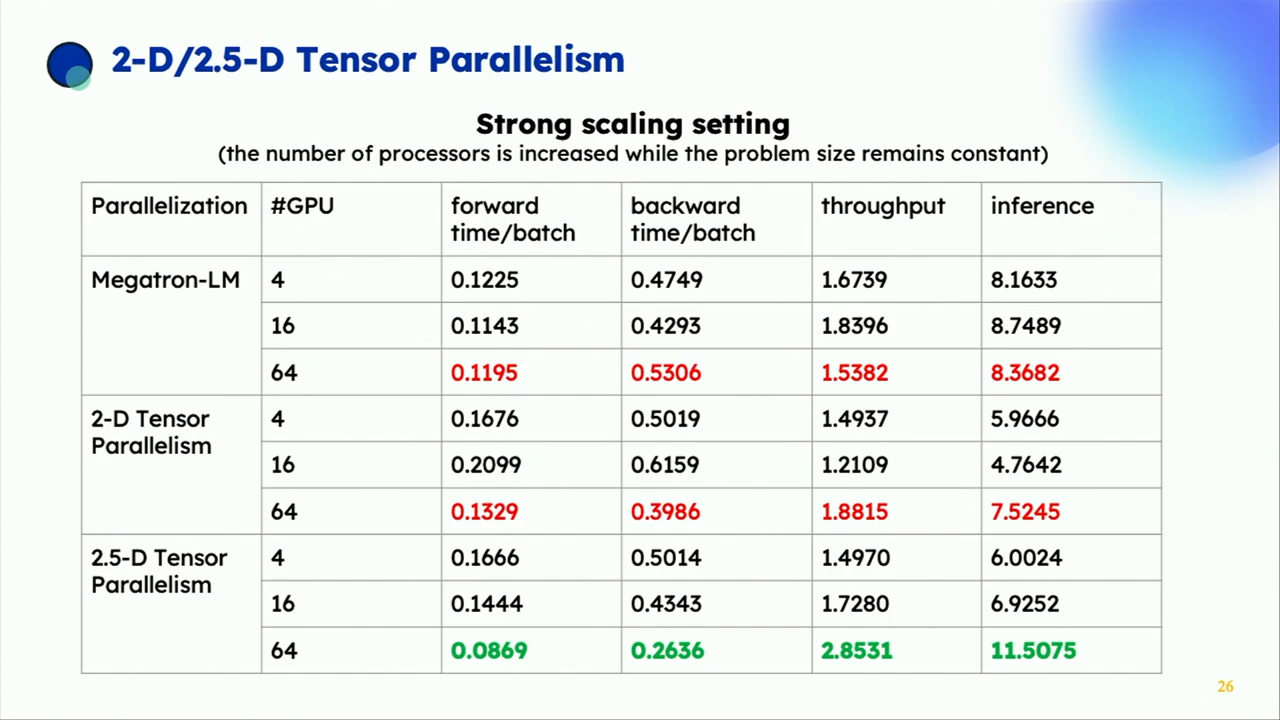 2-D/2.5-D Tensor Parallelism
Strong scaling setting
(the number of processors is increased while the problem size remains constant)
Parallelization #GPU forward time/batch backward time/batch throughput inference
Megatron-LM 4 0.1225 0.4749 1.6739 8.1633
16 0.1143 0.4293 1.8396 8.7489
64 0.1195 0.5306 1.5382 8.3682
2-D Tensor Parallelism 4 0.1676 0.5019 1.4937 5.9666
16 0.2099 0.6159 1.2109 4.7642
64 0.1329 0.3986 1.8815 7.5245
2.5-D Tensor Parallelism 4 0.1666 0.5014 1.4970 6.0024
16 0.1444 0.4343 1.7280 6.9252
64 0.0869 0.2636 2.8531 11.5075
26